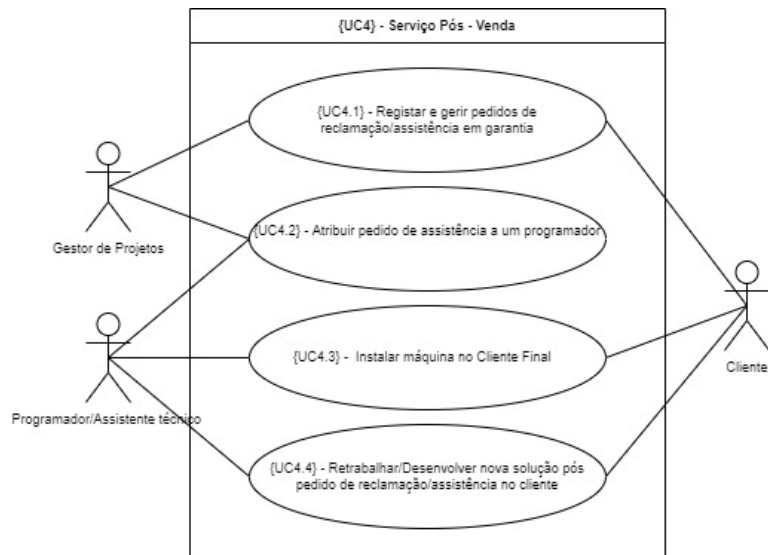 {UC4} - Serviço Pós - Venda
{UC4.1} - Registar e gerir pedidos de
reclamação/assistência em garantia
Gestor de Projetos
{UC4.2} - Atribuir pedido de assistência a um programador
{UC4.3} - Instalar máquina no Cliente Final
Cliente
Programador/Assistente técnico
{UC4.4} - Retrabalhar/Desenvolver nova solução pós
pedido de reclamação/assistência no cliente